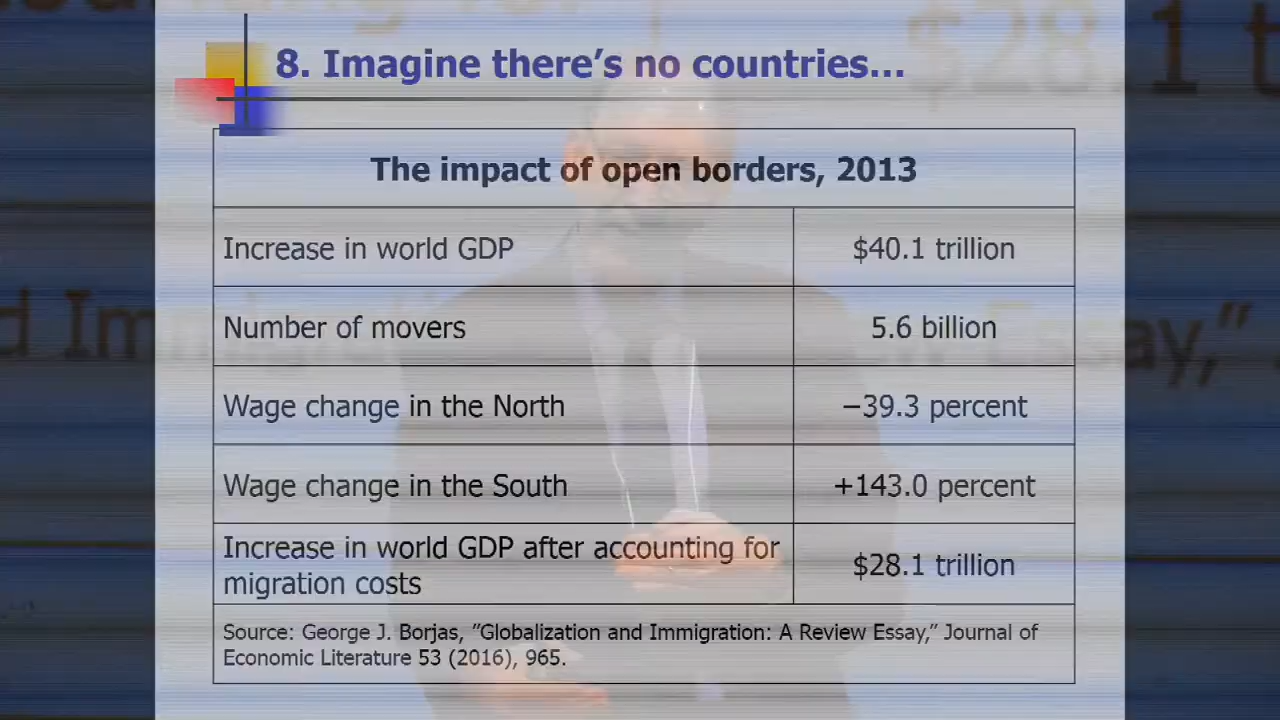 8. Imagine there’s no countries…
The impact of open borders, 2013
Increase in world GDP $40.1 trillion
Number of movers 5.6 billion
Wage change in the North −39.3 percent
Wage change in the South +143.0 percent
Increase in world GDP after accounting for
migration costs $28.1 trillion
Source: George J. Borjas, ”Globalization and Immigration: A Review Essay,” Journal of
Economic Literature 53 (2016), 965.